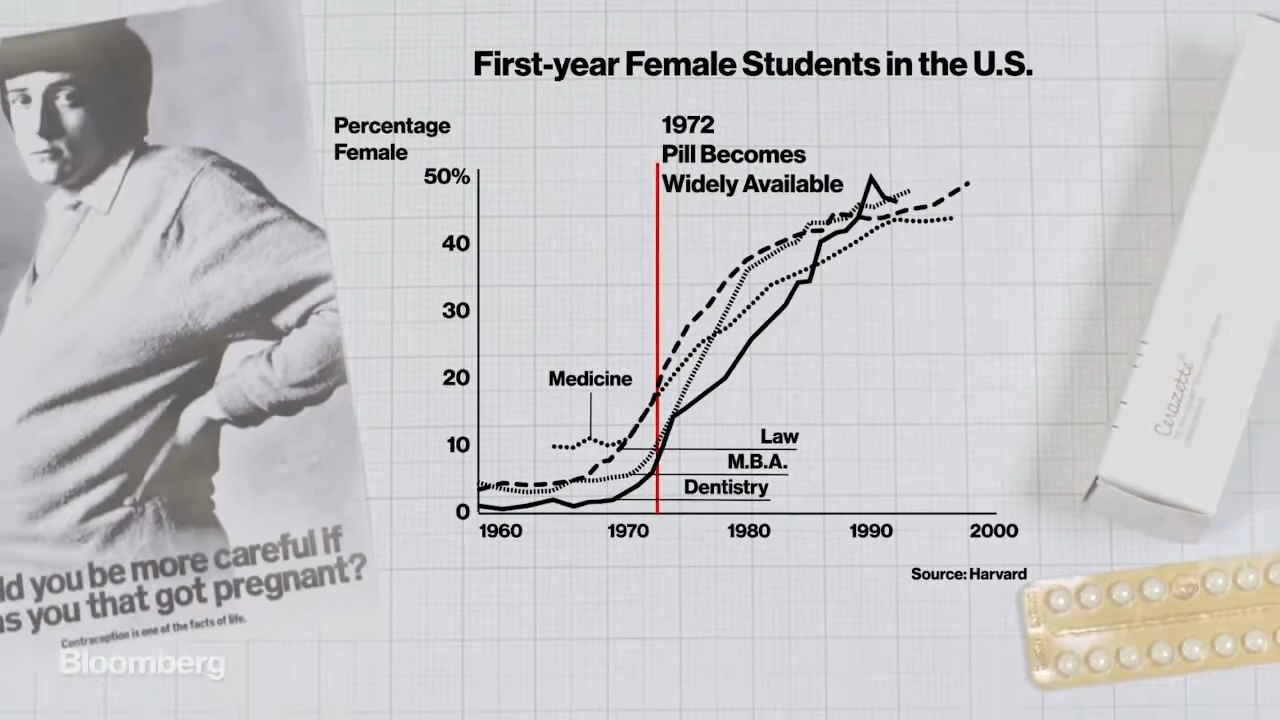 First-year Female Students in the U.S.
Percentage
Female
1972
Pill Becomes
Widely Available
50%
40
30
20
10
0
Medicine
Law
M.B.A.
Dentistry
1960 1970 1980 1990 2000
Source: Harvard
ld you be more careful if
as you that got pregnant?
Contraception is one of the facts of life.
Bloomberg
Cerazette®